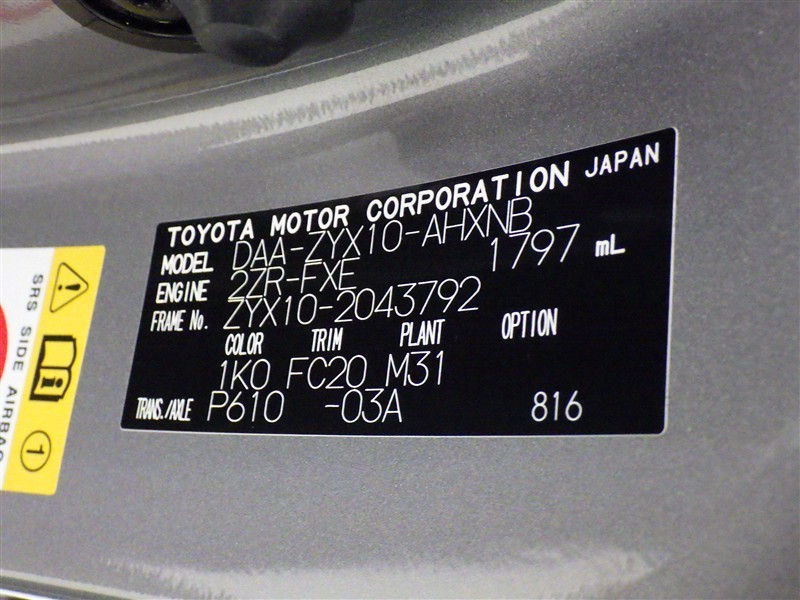 TOYOTA MOTOR CORPORATION JAPAN
MODEL DAA-ZYX10-AHXNB
ENGINE 2ZR-FXE 1797 mL
FRAME No. ZYX10-2043792
COLOR TRIM PLANT OPTION
1K0 FC20 M31
TRANS./AXLE P610 -03A 816
SRS SIDE AIRBAG
1